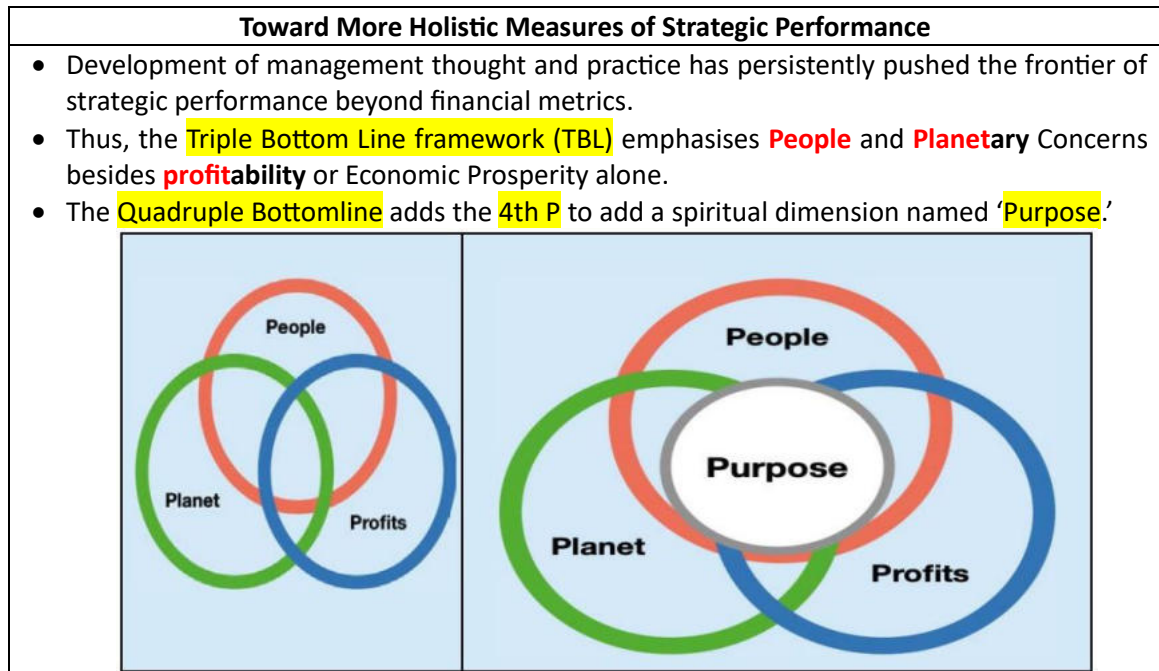 Toward More Holistic Measures of Strategic Performance
• Development of management thought and practice has persistently pushed the frontier of
strategic performance beyond financial metrics.
• Thus, the Triple Bottom Line framework (TBL) emphasises People and Planetary Concerns
besides profitability or Economic Prosperity alone.
• The Quadruple Bottomline adds the 4th P to add a spiritual dimension named ‘Purpose.’
People
Planet
Profits
People
Purpose
Planet
Profits